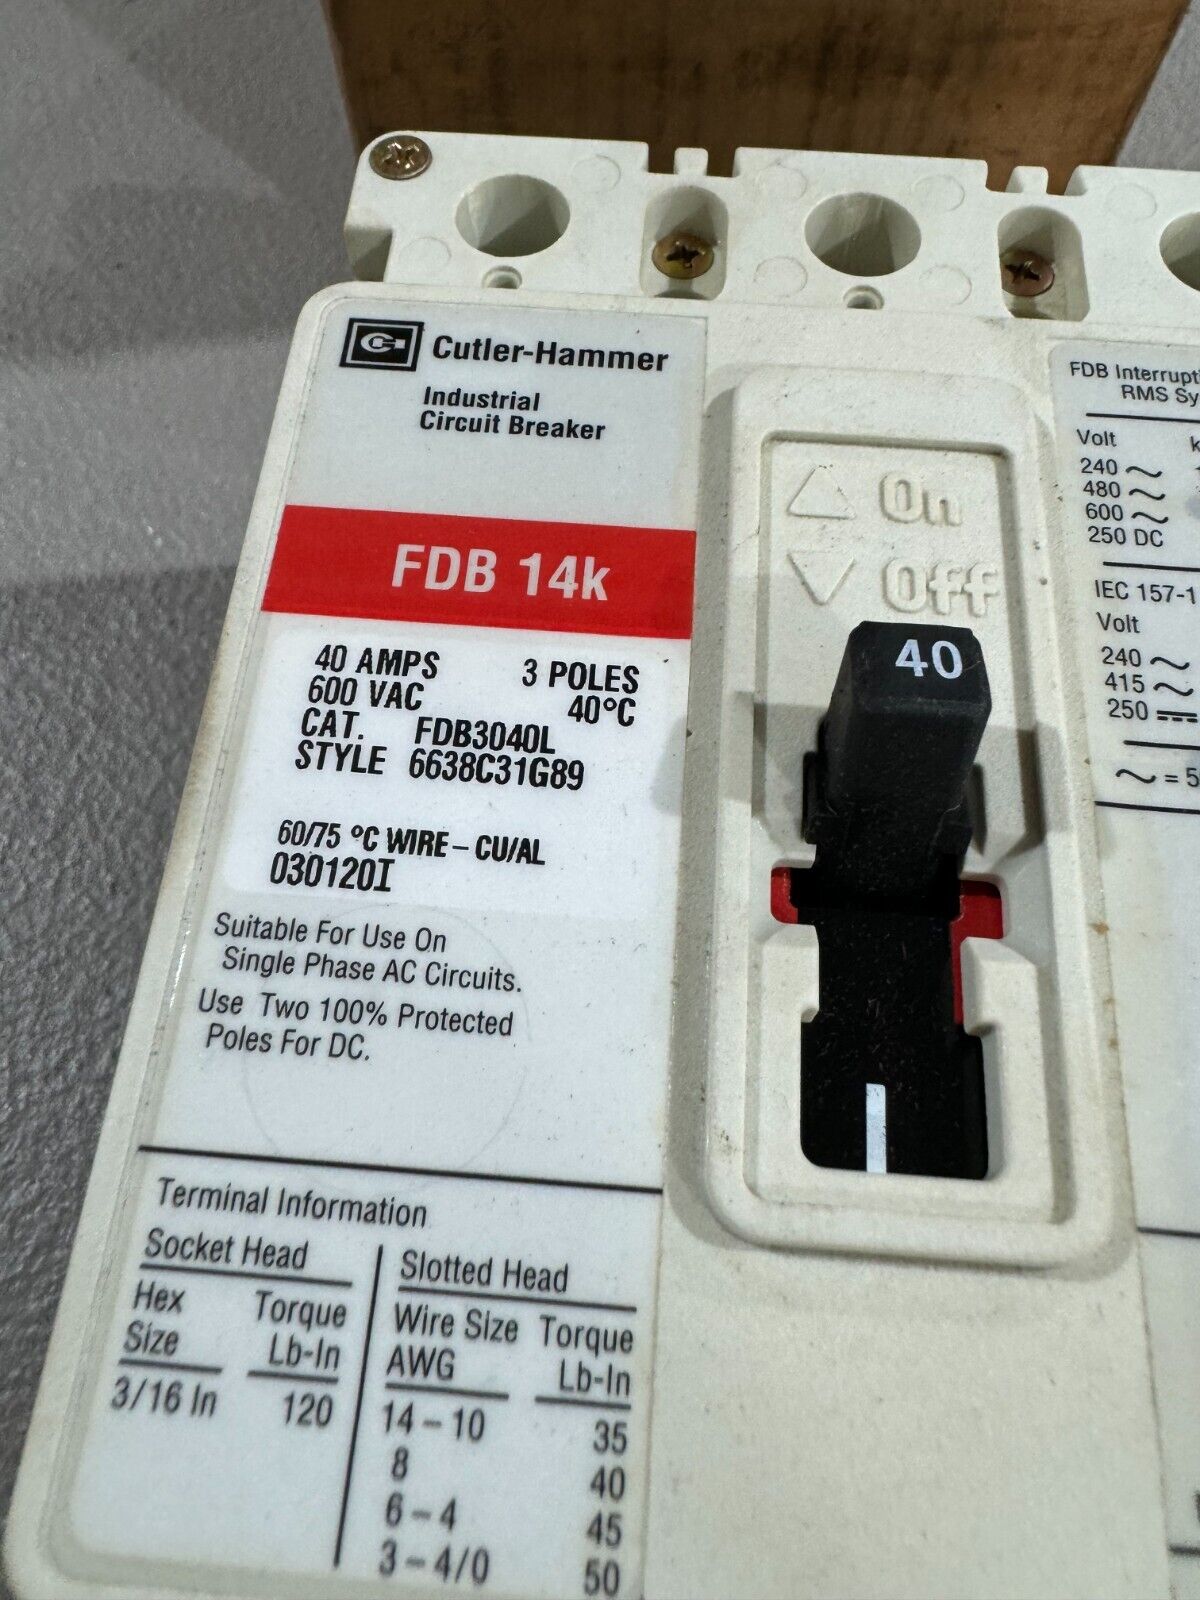 Cutler-Hammer
Industrial
Circuit Breaker
FDB 14k
40 AMPS 3 POLES
600 VAC 40°C
CAT. FDB3040L
STYLE 6638C31G89
60/75 °C WIRE – CU/AL
030120I
Suitable For Use On
Single Phase AC Circuits.
Use Two 100% Protected
Poles For DC.
Terminal Information
Socket Head
Hex Torque
Size Lb-In
3/16 In 120
Slotted Head
Wire Size Torque
AWG Lb-In
14 – 10 35
8 40
6 – 4 45
3 – 4/0 50
△ On
▽ Off
40
FDB
RMS
Volt
240 ~
480 ~
600 ~
250 DC
IEC 157-1
Volt
240 ~
415 ~
250 ⎓
~ = 5